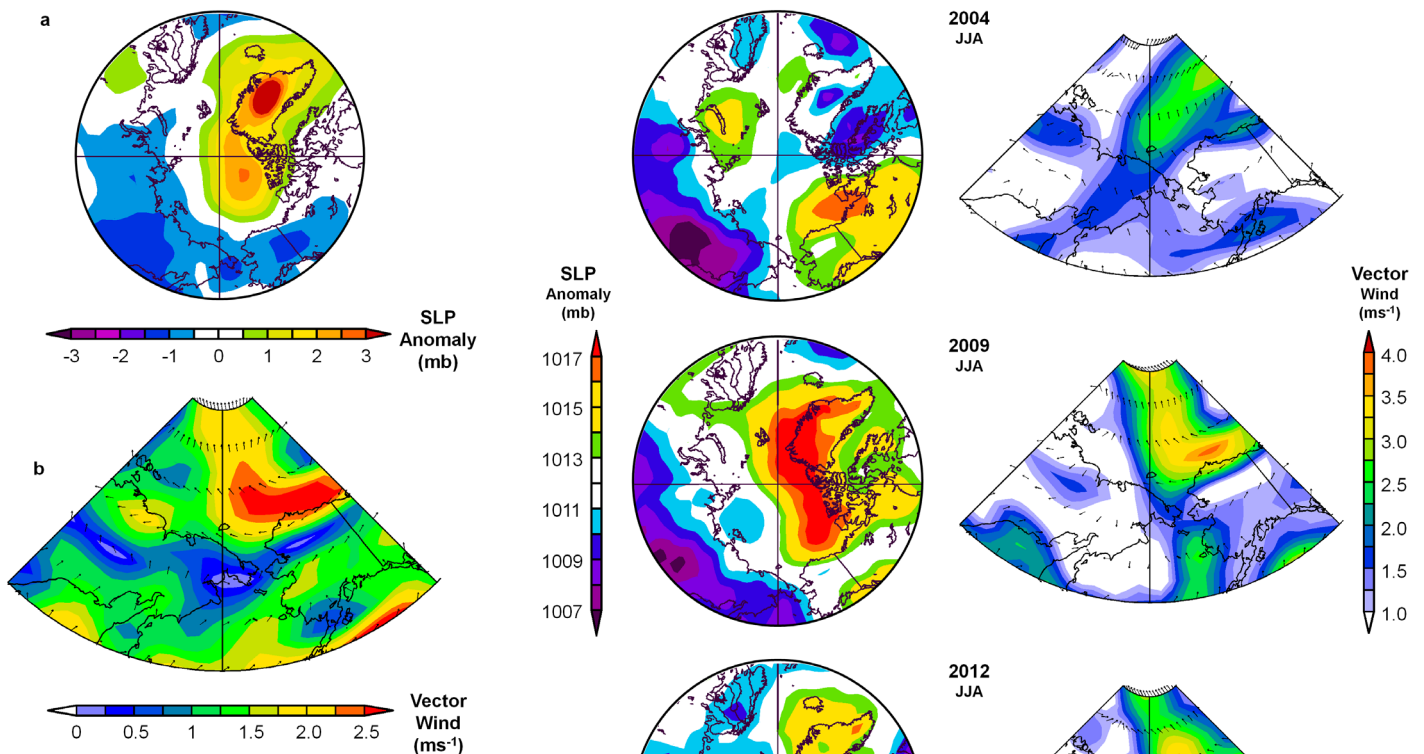 a
-3 -2 -1 0 1 2 3
SLP
Anomaly
(mb)
b
0 0.5 1 1.5 2.0 2.5
Vector
Wind
(ms-1)
SLP
Anomaly
(mb)
1017
1015
1013
1011
1009
1007
2004
JJA
2009
JJA
2012
JJA
Vector
Wind
(ms-1)
4.0
3.5
3.0
2.5
2.0
1.5
1.0